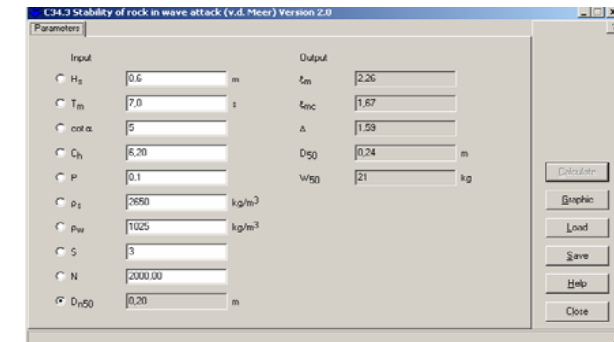 C34.3 Stability of rock in wave attack (v.d. Meer) Version 2.0
Parameters
Input Output
Hs 0.6 m ξm 2,26
Tm 7,0 s ξmc 1,67
cot α 5 Δ 1,59
Ch 6,20 D50 0,24 m
P 0.1 W50 21 kg
ρs 2650 kg/m3
ρw 1025 kg/m3
S 3
N 2000,00
Dn50 0,20 m
Calculate
Graphic
Load
Save
Help
Close